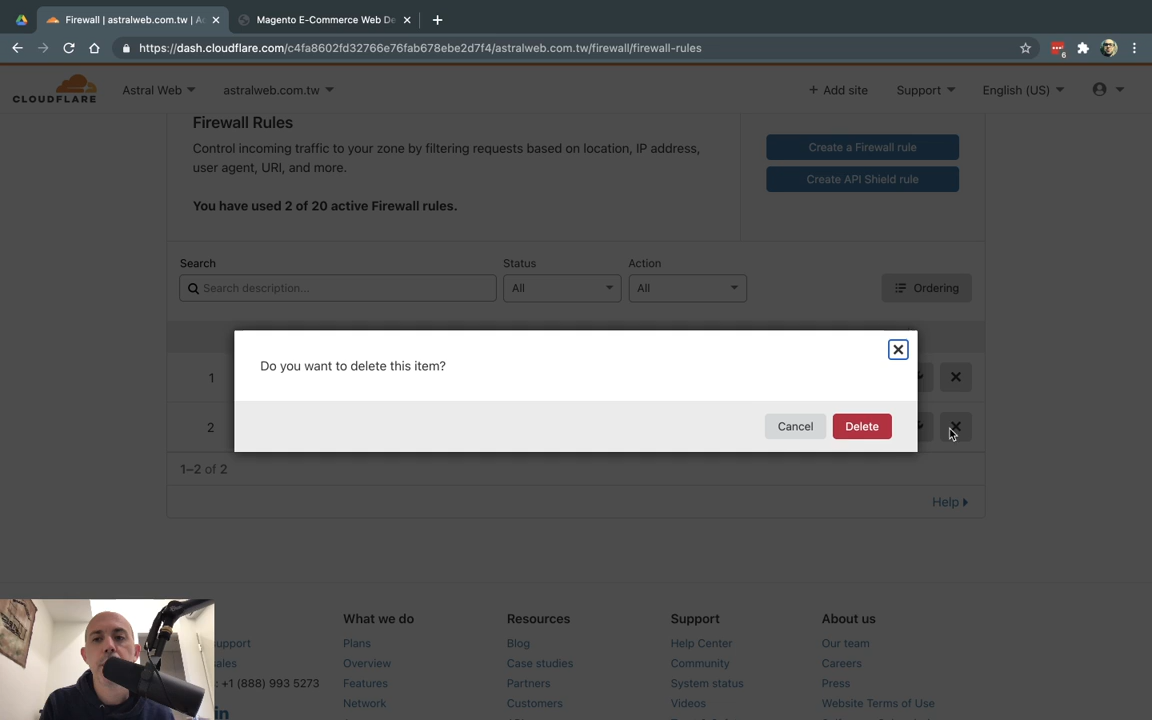 Firewall | astralweb.com.tw | A
Magento E-Commerce Web De
https://dash.cloudflare.com/c4fa8602fd32766e76fab678ebe2d7f4/astralweb.com.tw/firewall/firewall-rules
6
CLOUDFLARE
Astral Web
astralweb.com.tw
+ Add site
Support
English (US)
Firewall Rules
Control incoming traffic to your zone by filtering requests based on location, IP address,
user agent, URI, and more.
You have used 2 of 20 active Firewall rules.
Create a Firewall rule
Create API Shield rule
Search
Status
Action
Search description...
All
All
Ordering
Do you want to delete this item?
1
Cancel
Delete
2
1–2 of 2
Help
What we do
Resources
Support
About us
upport
Plans
Blog
Help Center
Our team
ales
Overview
Case studies
Community
Careers
: +1 (888) 993 5273
Features
Partners
System status
Press
in
Network
Customers
Videos
Website Terms of Use